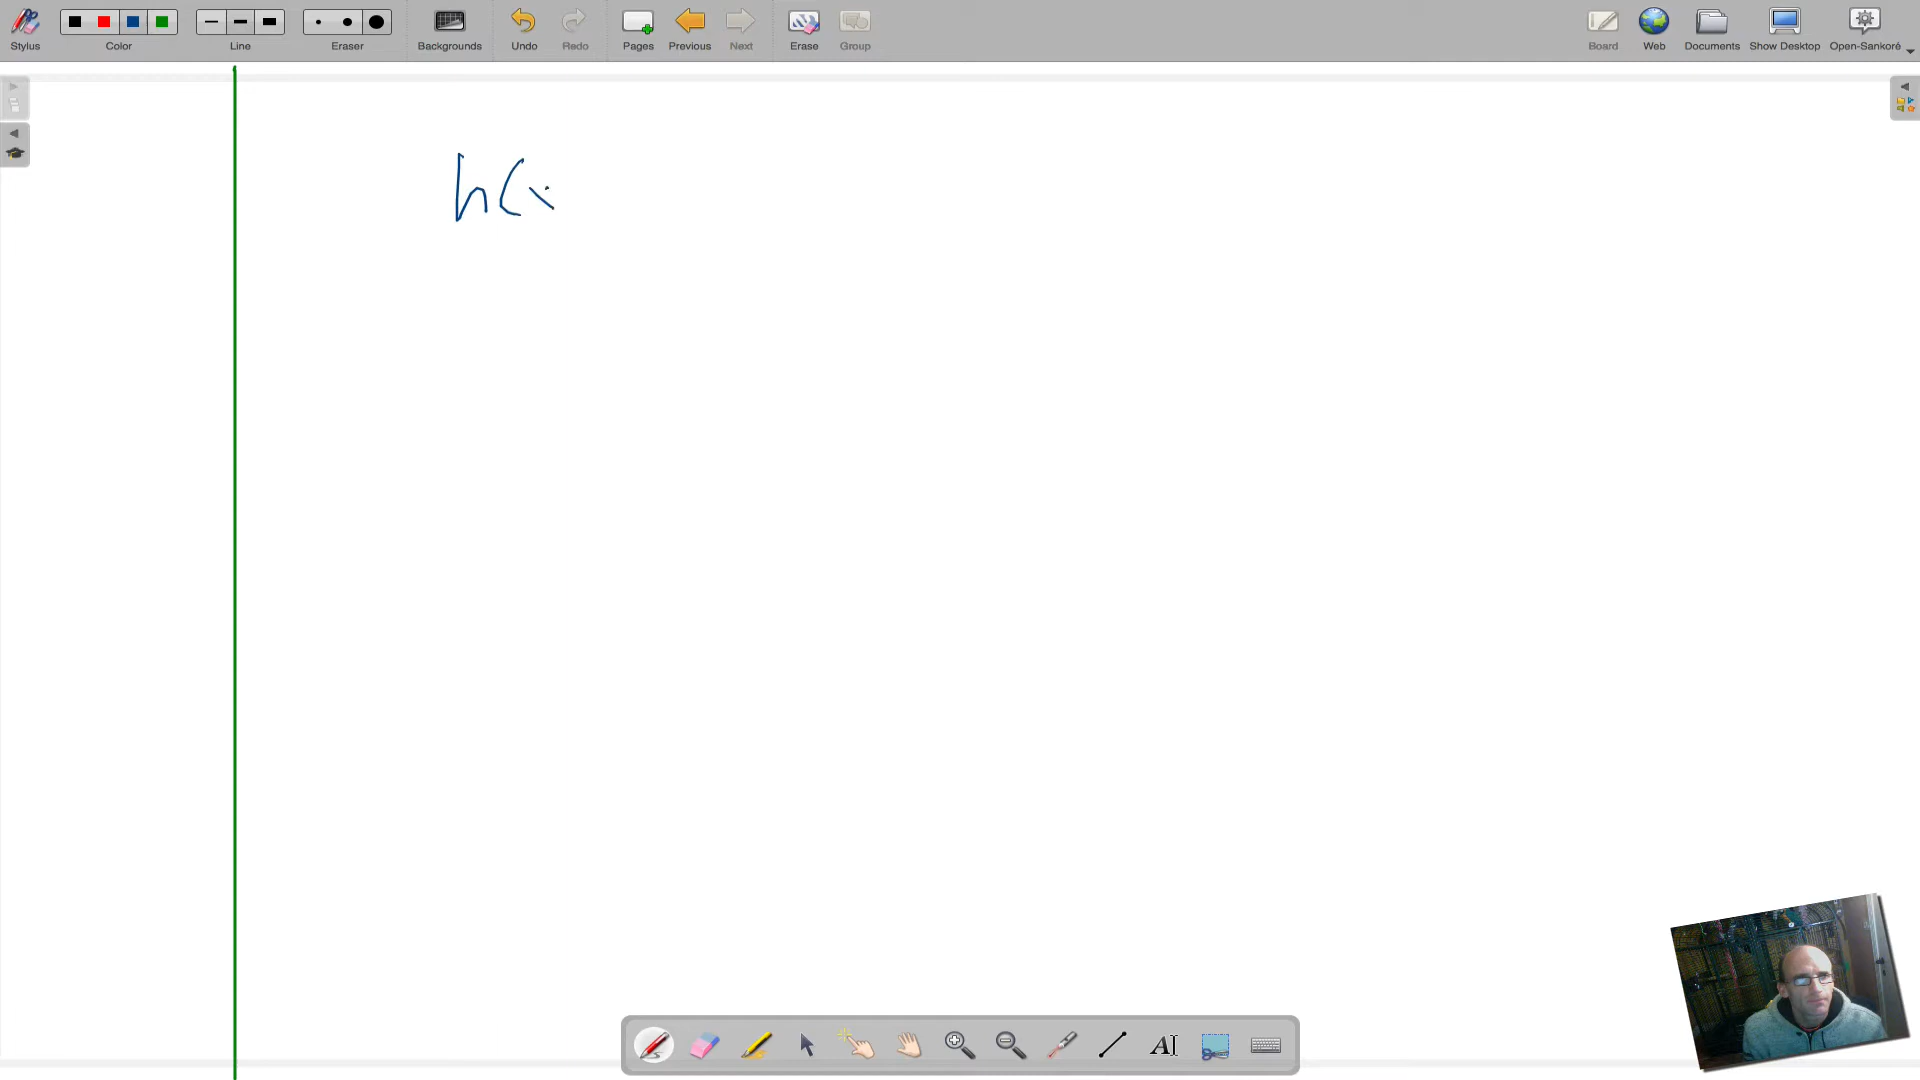 Stylus Color Line Eraser Backgrounds Undo Redo Pages Previous Next Erase Group Board Web Documents Show Desktop Open-Sankoré
h(
AI